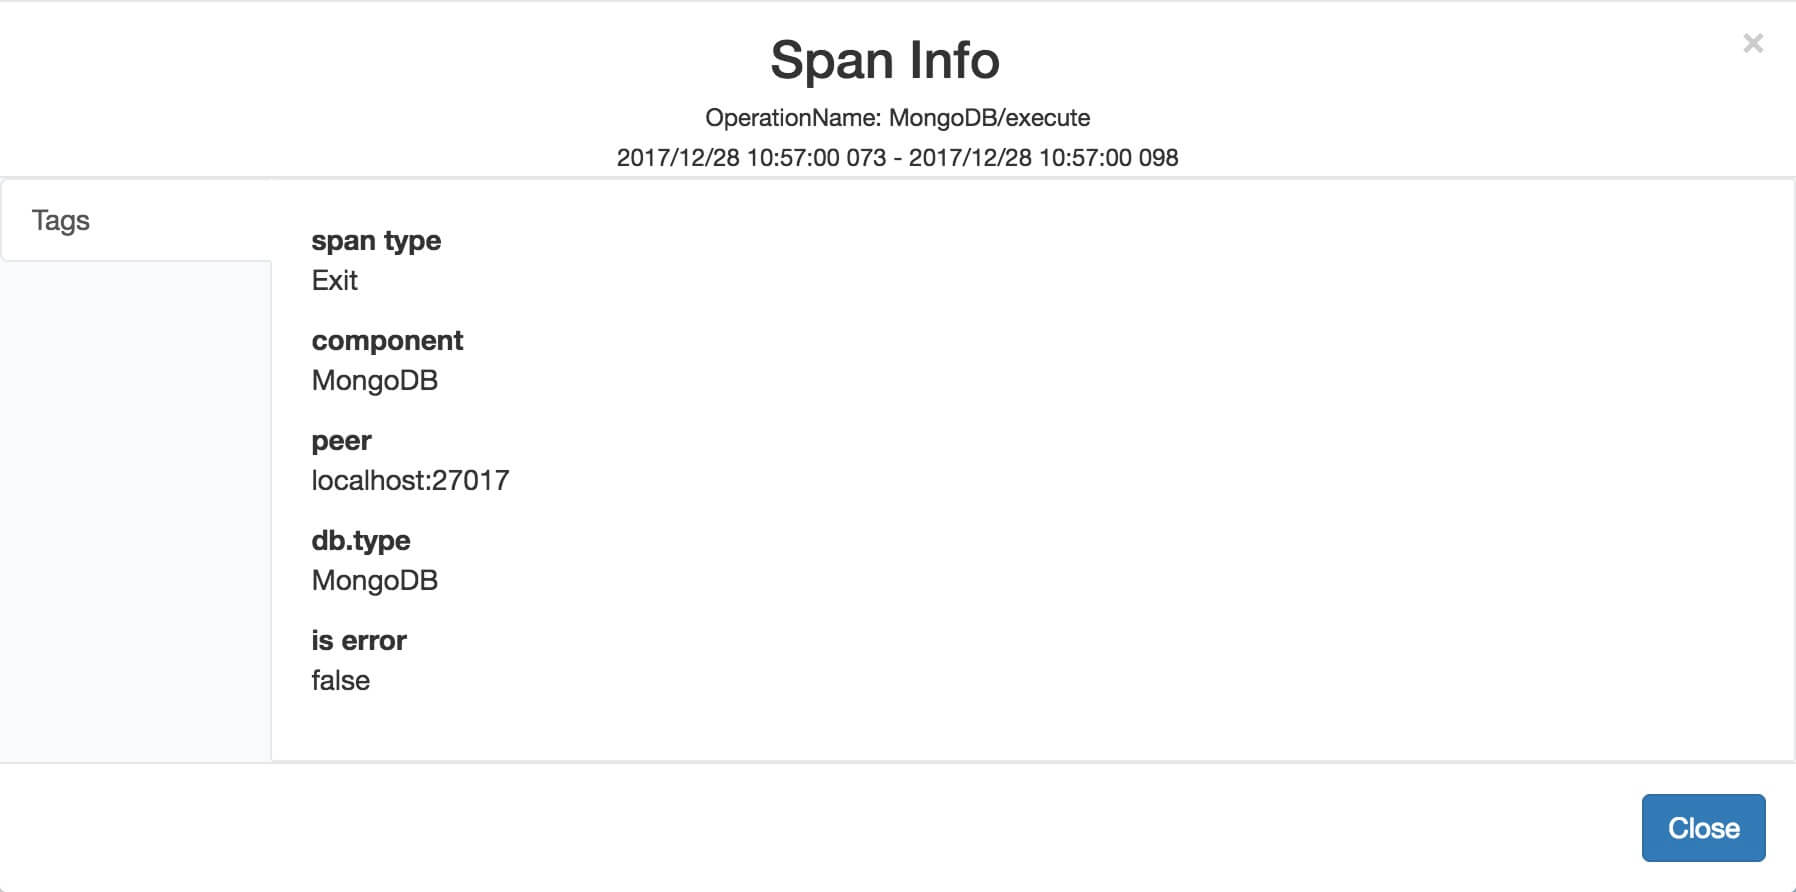 Span Info
×
OperationName: MongoDB/execute
2017/12/28 10:57:00 073 - 2017/12/28 10:57:00 098
Tags
span type
Exit
component
MongoDB
peer
localhost:27017
db.type
MongoDB
is error
false
Close